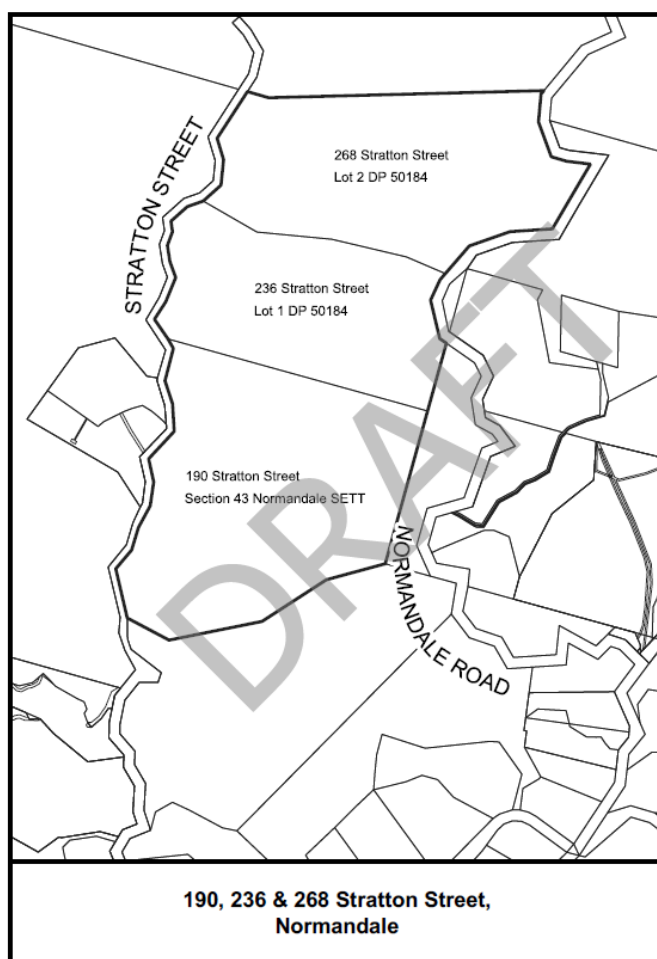 268 Stratton Street
Lot 2 DP 50184
STRATTON STREET
236 Stratton Street
Lot 1 DP 50184
190 Stratton Street
Section 43 Normandale SETT
DRAFT
NORMANDALE ROAD
190, 236 & 268 Stratton Street,
Normandale